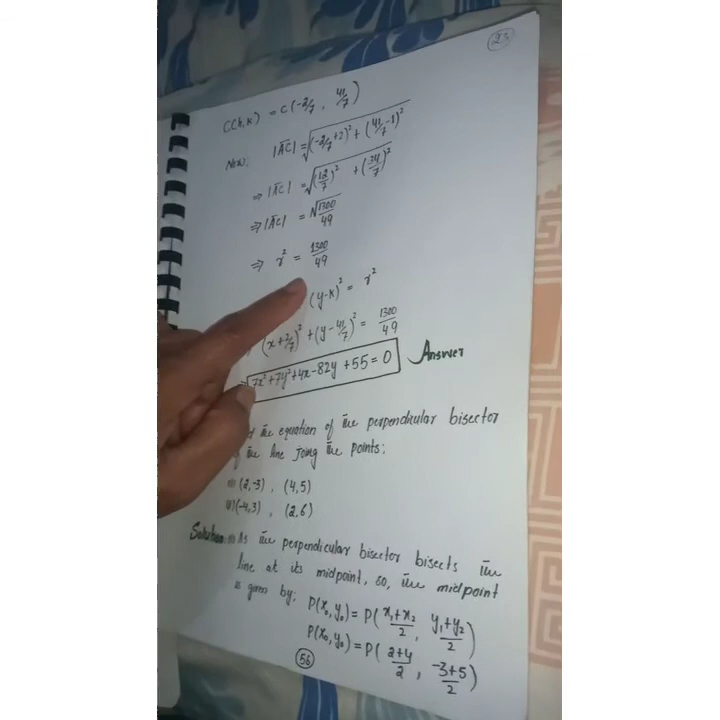 23
C(h,k) = C(-2/7, 41/7)
Now; |AC| = √((-2/7+2)² + (41/7-1)²)
⇒ |AC| = √((12/7)² + (34/7)²)
⇒ |AC| = √1300/49
⇒ r² = 1300/49
(y-k)² = r²
(x+2/7)² + (y-41/7)² = 1300/49
7x²+7y²+4x-82y+55=0 Answer
the equation of the perpendicular bisector
the line Joing the points;
(2,-3), (4,5)
(-4,3), (2,6)
Solution: As the perpendicular bisector bisects the
line at its midpoint, so, the midpoint
is given by; P(x₀,y₀) = P(x₁+x₂/2, y₁+y₂/2)
P(x₀,y₀) = P(2+4/2, -3+5/2)
56